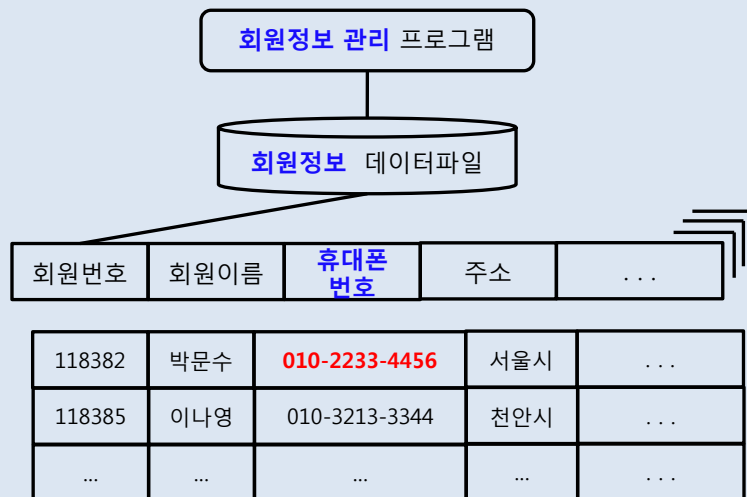 회원정보 관리 프로그램
회원정보 데이터파일
회원번호 회원이름 휴대폰 번호 주소 . . .
118382 박문수 010-2233-4456 서울시 . . .
118385 이나영 010-3213-3344 천안시 . . .
... ... ... ... . . .